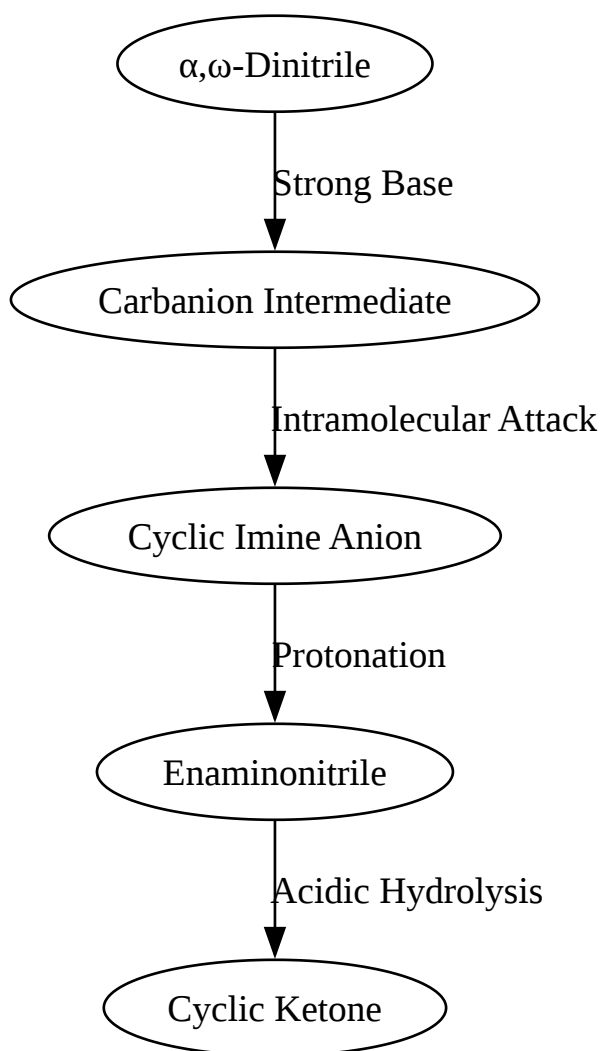 α,ω-Dinitrile
Strong Base
Carbanion Intermediate
Intramolecular Attack
Cyclic Imine Anion
Protonation
Enaminonitrile
Acidic Hydrolysis
Cyclic Ketone